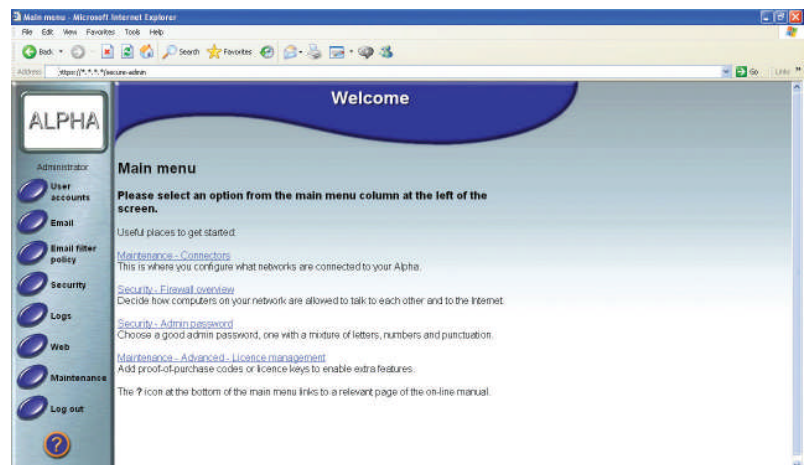 Main menu - Microsoft Internet Explorer
File Edit View Favorites Tools Help
Back Search Favorites
Address https://*.*.*.*/secure-admin Go Links »
Welcome
ALPHA
Administrator
User
accounts
Email
Email filter
policy
Security
Logs
Web
Maintenance
Log out
?
Main menu
Please select an option from the main menu column at the left of the
screen.
Useful places to get started:
Maintenance - Connectors
This is where you configure what networks are connected to your Alpha.
Security - Firewall overview
Decide how computers on your network are allowed to talk to each other and to the Internet.
Security - Admin password
Choose a good admin password, one with a mixture of letters, numbers and punctuation.
Maintenance - Advanced - Licence management
Add proof-of-purchase codes or licence keys to enable extra features.
The ? icon at the bottom of the main menu links to a relevant page of the on-line manual.